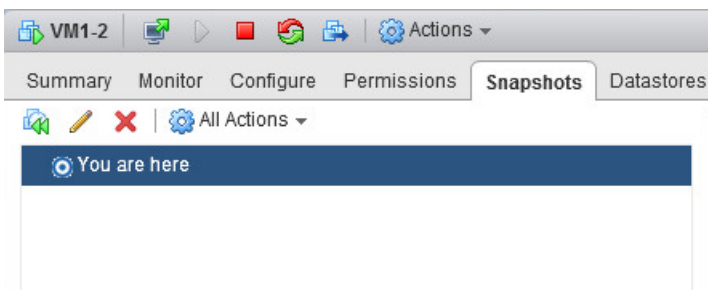 VM1-2 Actions
Summary Monitor Configure Permissions Snapshots Datastores
All Actions
You are here